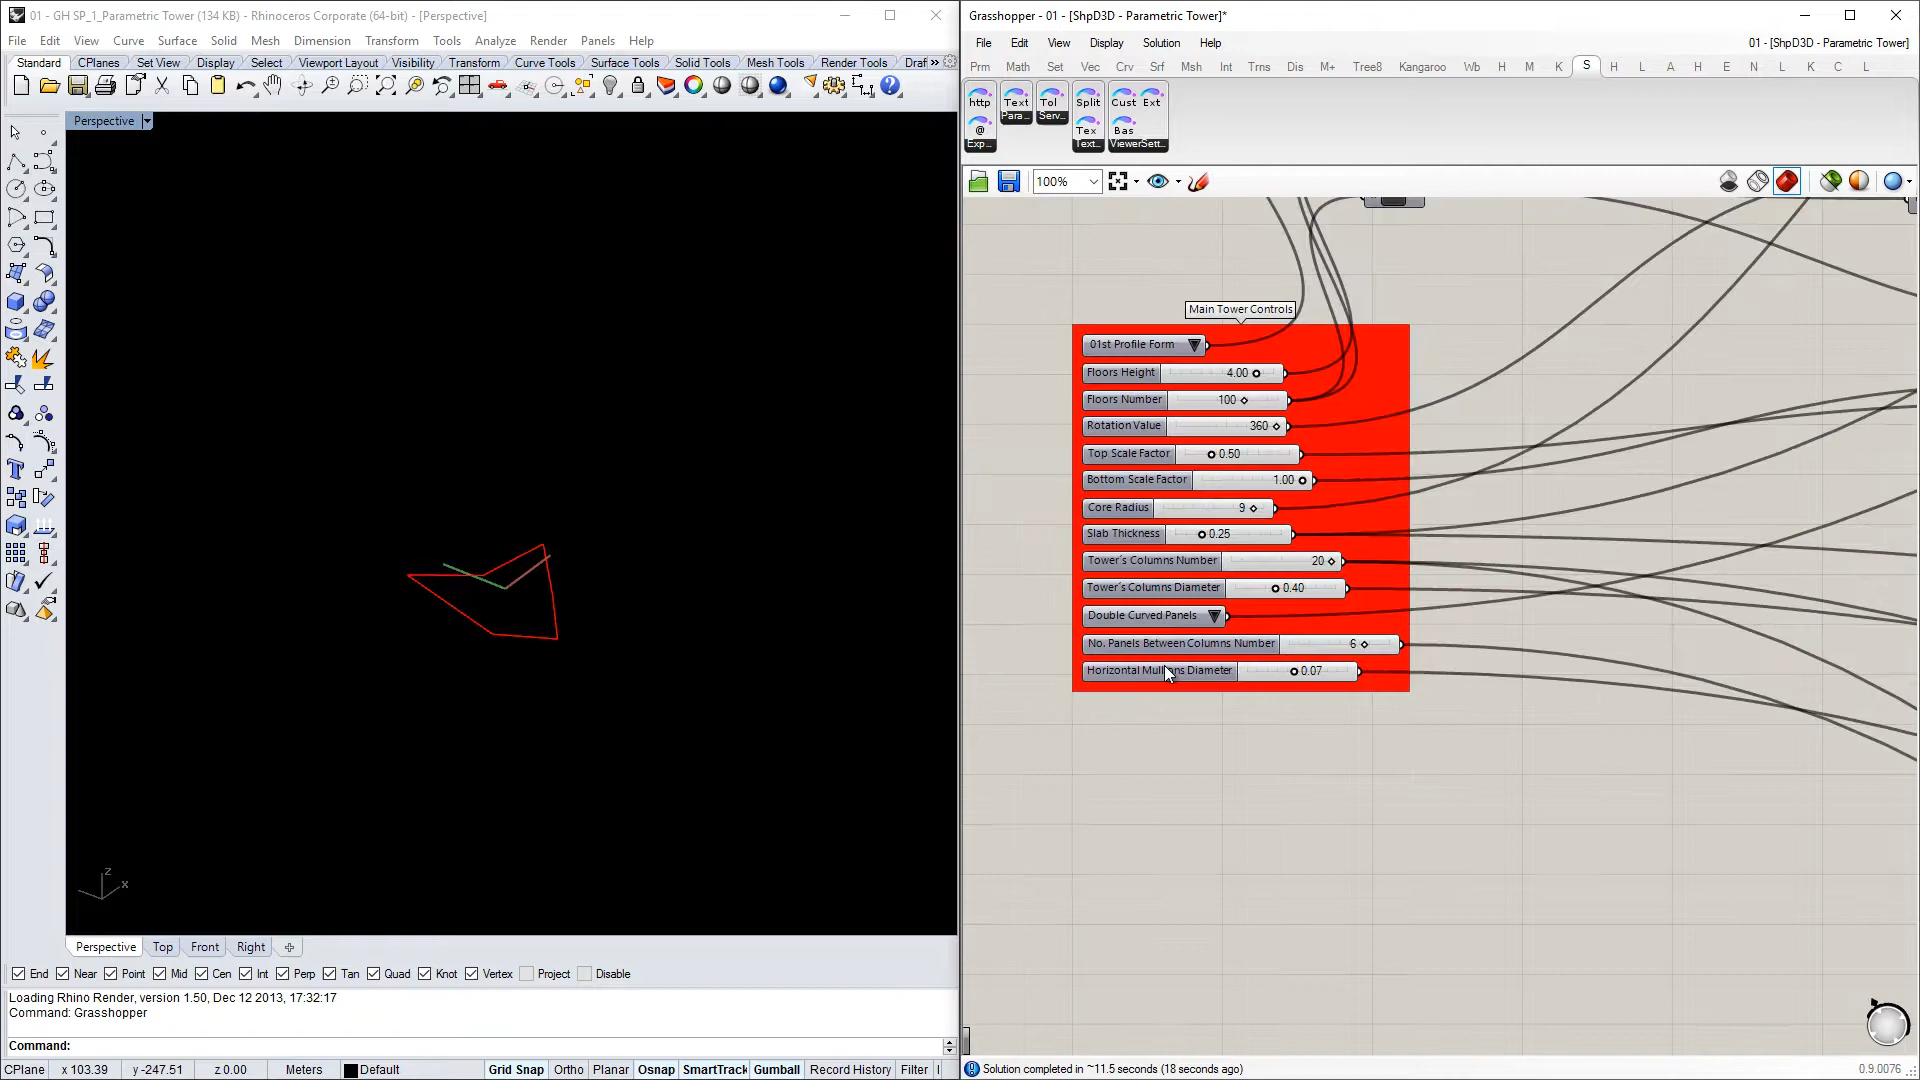 01 - GH SP_1_Parametric Tower (134 KB) - Rhinoceros Corporate (64-bit) - [Perspective]
File Edit View Curve Surface Solid Mesh Dimension Transform Tools Analyze Render Panels Help
Standard CPlanes Set View Display Select Viewport Layout Visibility Transform Curve Tools Surface Tools Solid Tools Mesh Tools Render Tools Draf »
Perspective
z
x
Perspective Top Front Right
End Near Point Mid Cen Int Perp Tan Quad Knot Vertex Project Disable
Loading Rhino Render, version 1.50, Dec 12 2013, 17:32:17
Command: Grasshopper
Command:
CPlane x 103.39 y -247.51 z 0.00 Meters Default Grid Snap Ortho Planar Osnap SmartTrack Gumball Record History Filter
Grasshopper - 01 - [ShpD3D - Parametric Tower]*
File Edit View Display Solution Help
01 - [ShpD3D - Parametric Tower]
Prm Math Set Vec Crv Srf Msh Int Trns Dis M+ Tree8 Kangaroo Wb H M K S H L A H E N L K C L
http Text Tol Split Cust Ext
Para... Serv...
@ Tex Bas
Exp... Text... ViewerSett...
100%
Main Tower Controls
01st Profile Form
Floors Height 4.00
Floors Number 100
Rotation Value 360
Top Scale Factor 0.50
Bottom Scale Factor 1.00
Core Radius 9
Slab Thickness 0.25
Tower´s Columns Number 20
Tower´s Columns Diameter 0.40
Double Curved Panels
No. Panels Between Columns Number 6
Horizontal Mullions Diameter 0.07
Solution completed in ~11.5 seconds (18 seconds ago)
0.9.0076